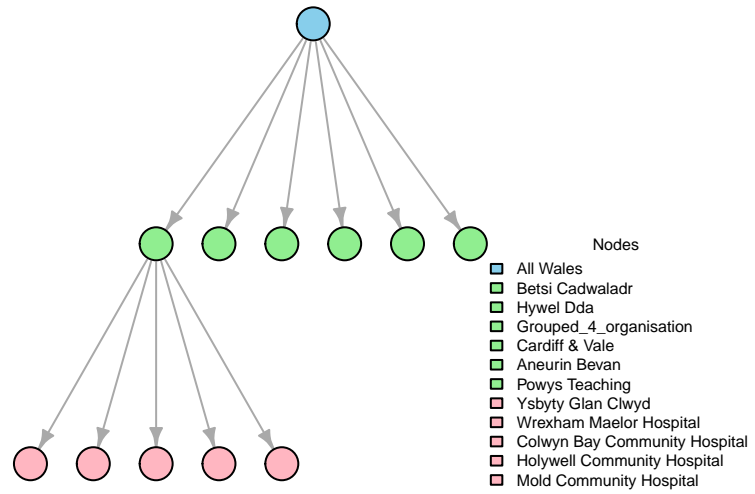 Nodes
All Wales
Betsi Cadwaladr
Hywel Dda
Grouped_4_organisation
Cardiff & Vale
Aneurin Bevan
Powys Teaching
Ysbyty Glan Clwyd
Wrexham Maelor Hospital
Colwyn Bay Community Hospital
Holywell Community Hospital
Mold Community Hospital